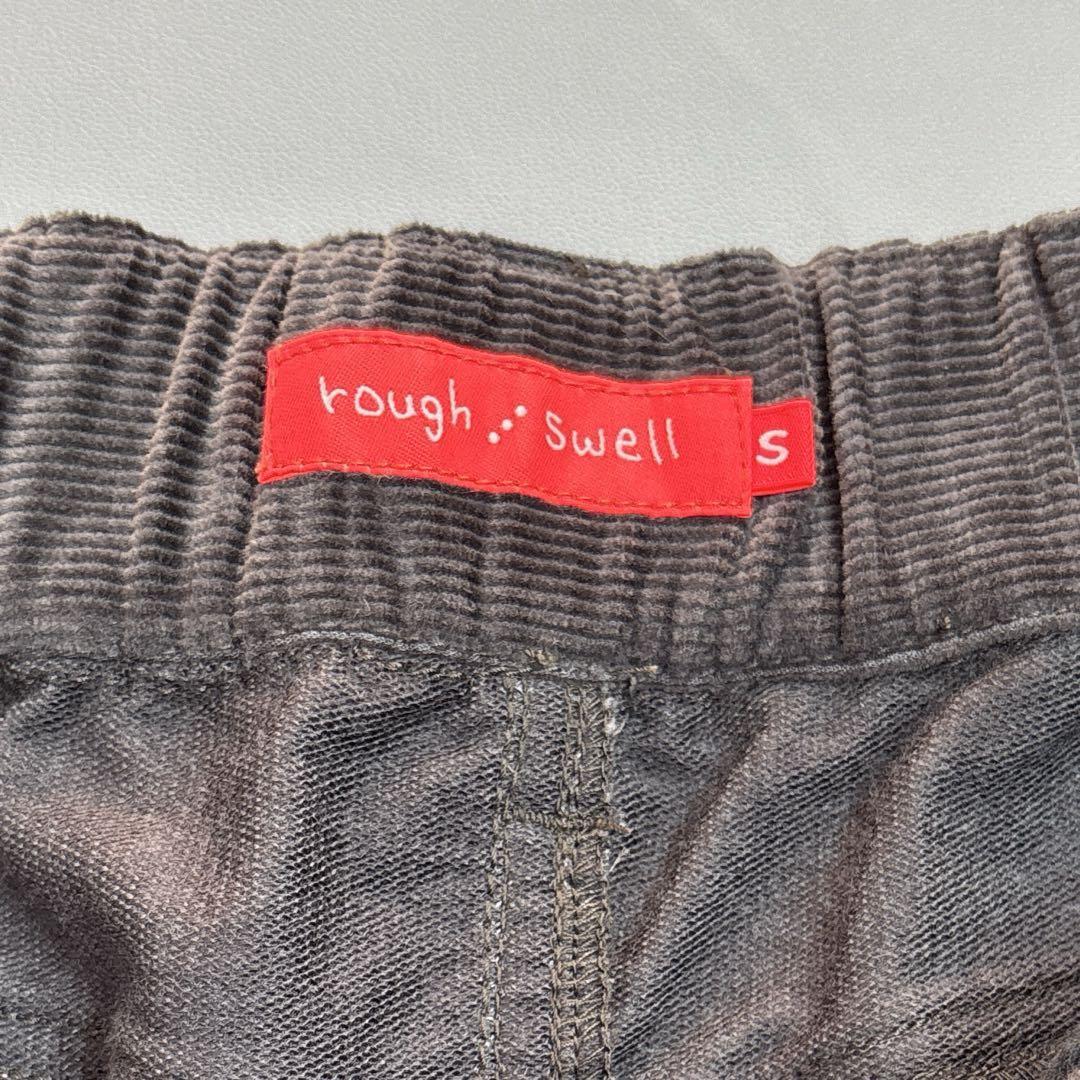 rough ⋰ swell
S